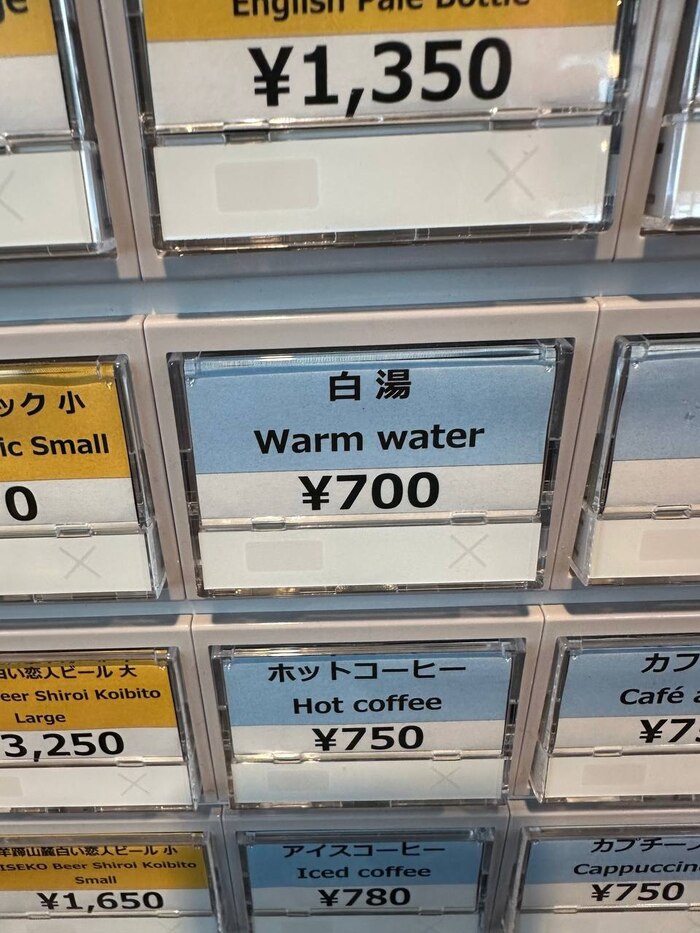 English Pale Bottle
¥1,350
ック 小
ic Small
0
白 湯
Warm water
¥700
白い恋人ビール 大
eer Shiroi Koibito
Large
3,250
ホットコーヒー
Hot coffee
¥750
カフ
Café
¥7
羊蹄山麓白い恋人ビール 小
ISEKO Beer Shiroi Koibito
Small
¥1,650
アイスコーヒー
Iced coffee
¥780
カプチー
Cappuccin
¥750